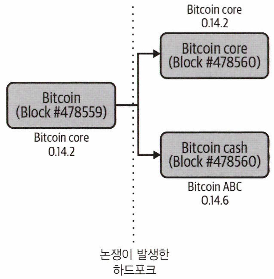 Bitcoin core
0.14.2
Bitcoin core
(Block #478560)
Bitcoin
(Block #478559)
Bitcoin core
0.14.2
Bitcoin cash
(Block #478560)
Bitcoin ABC
0.14.6
논쟁이 발생한
하드포크